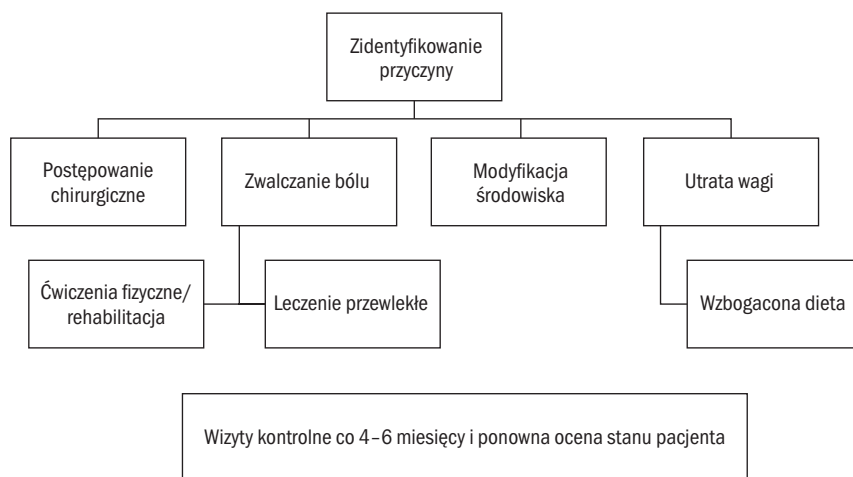 Zidentyfikowanie
przyczyny
Postępowanie
chirurgiczne
Zwalczanie bólu
Modyfikacja
środowiska
Utrata wagi
Ćwiczenia fizyczne/
rehabilitacja
Leczenie przewlekłe
Wzbogacona dieta
Wizyty kontrolne co 4–6 miesięcy i ponowna ocena stanu pacjenta